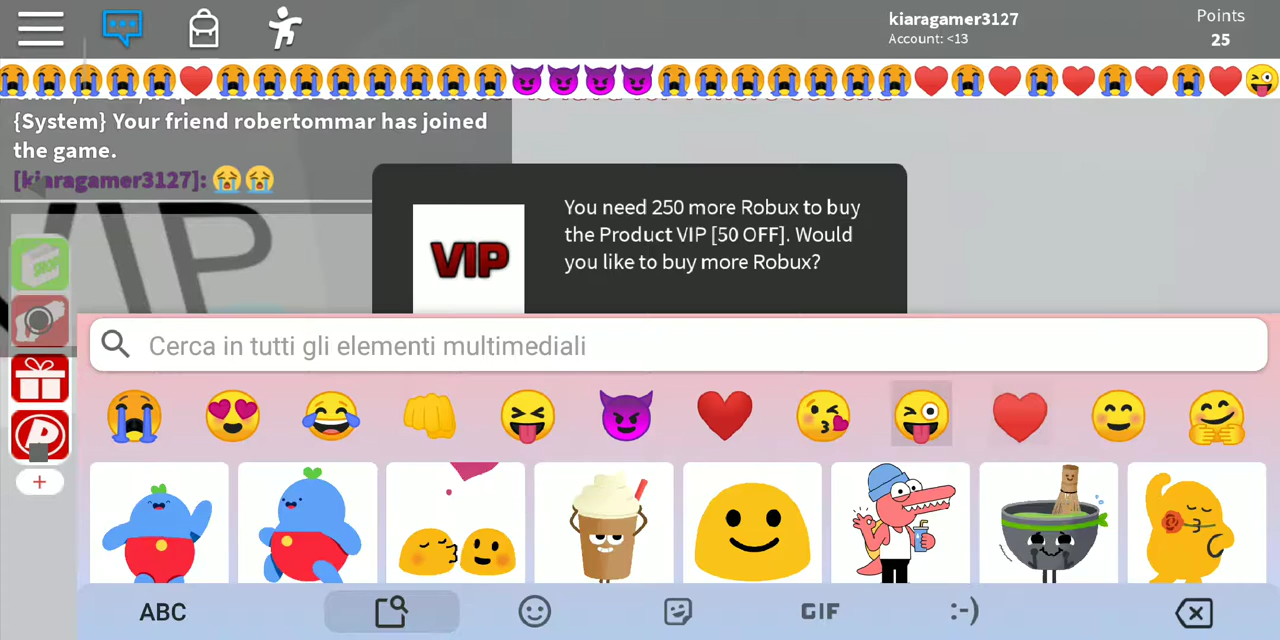 kiaragamer3127
Account: <13
Points
25
{System} Your friend robertommar has joined
the game.
[kiaragamer3127]: 😭😭
VIP
VIP
You need 250 more Robux to buy
the Product VIP [50 OFF]. Would
you like to buy more Robux?
Cerca in tutti gli elementi multimediali
ABC
GIF
:-)